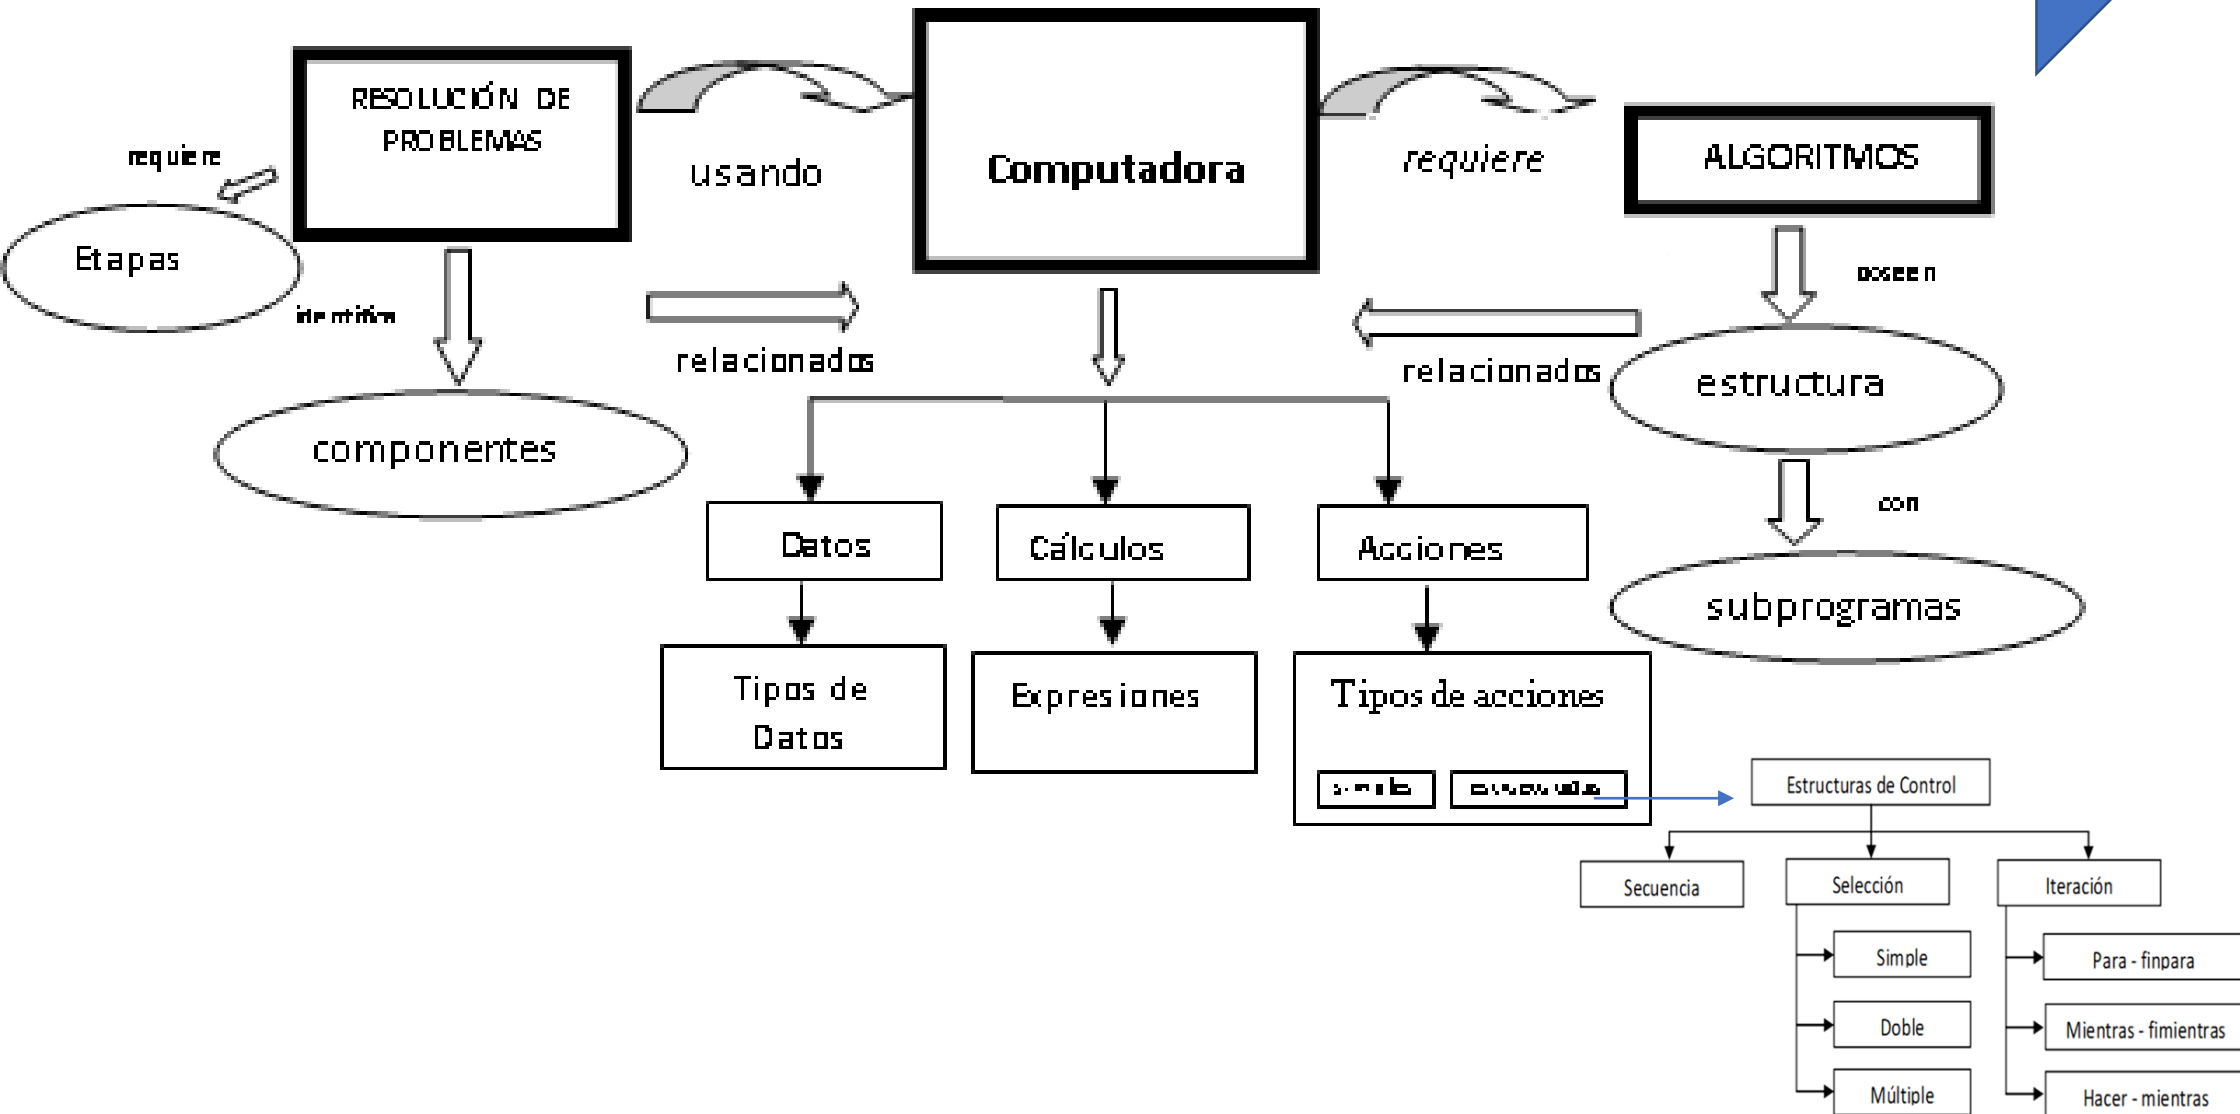 RESOLUCIÓN DE
PROBLEMAS
requiere
Etapas
identifica
componentes
usando
relacionados
Computadora
requiere
ALGORITMOS
poseen
relacionados
estructura
con
subprogramas
Datos
Cálculos
Acciones
Tipos de
Datos
Expresiones
Tipos de acciones
simples
Estructuras de Control
Secuencia
Selección
Iteración
Simple
Doble
Múltiple
Para - finpara
Mientras - fimientras
Hacer - mientras